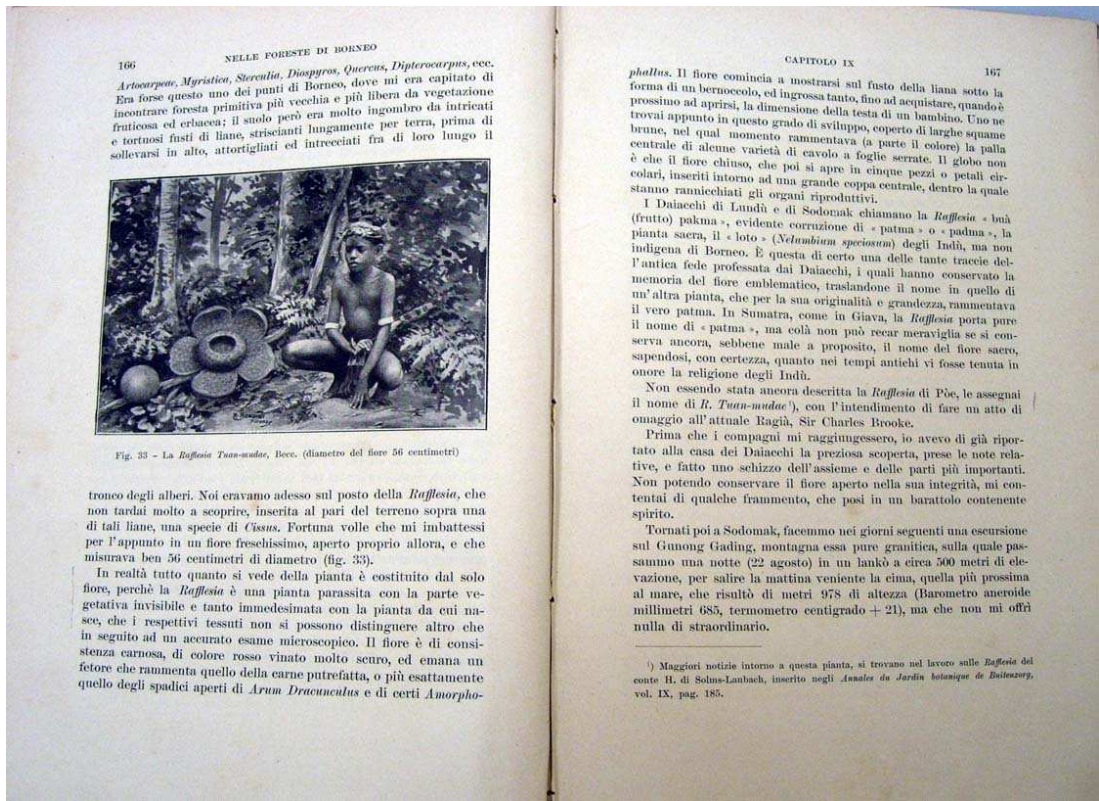 166
NELLE FORESTE DI BORNEO
Artocarpeae, Myristica, Sterculia, Diospyros, Quercus, Dipterocarpus, ecc.
Era forse questo uno dei punti di Borneo, dove mi era capitato di
incontrare foresta primitiva più vecchia e più libera da vegetazione
fruticosa ed erbacea; il suolo però era molto ingombro da intricati
e tortuosi fusti di liane, striscianti lungamente per terra, prima di
sollevarsi in alto, attortigliati ed intrecciati fra di loro lungo il
Fig. 33 - La Rafflesia Tuan-mudae, Becc. (diametro del fiore 56 centimetri)
tronco degli alberi. Noi eravamo adesso sul posto della Rafflesia, che
non tardai molto a scoprire, inserita al pari del terreno sopra una
di tali liane, una specie di Cissus. Fortuna volle che mi imbattessi
per l'appunto in un fiore freschissimo, aperto proprio allora, e che
misurava ben 56 centimetri di diametro (fig. 33).
In realtà tutto quanto si vede della pianta è costituito dal solo
fiore, perchè la Rafflesia è una pianta parassita con la parte ve-
getativa invisibile e tanto immedesimata con la pianta da cui na-
sce, che i respettivi tessuti non si possono distinguere altro che
in seguito ad un accurato esame microscopico. Il fiore è di consi-
stenza carnosa, di colore rosso vinato molto scuro, ed emana un
fetore che rammenta quello della carne putrefatta, o più esattamente
quello degli spadici aperti di Arum Dracunculus e di certi Amorpho-
CAPITOLO IX
167
phallus. Il fiore comincia a mostrarsi sul fusto della liana sotto la
forma di un bernoccolo, ed ingrossa tanto, fino ad acquistare, quando è
prossimo ad aprirsi, la dimensione della testa di un bambino. Uno ne
trovai appunto in questo grado di sviluppo, coperto di larghe squame
brune, nel qual momento rammentava (a parte il colore) la palla
centrale di alcune varietà di cavolo a foglie serrate. Il globo non
è che il fiore chiuso, che poi si apre in cinque pezzi o petali cir-
colari, inseriti intorno ad una grande coppa centrale, dentro la quale
stanno rannicchiati gli organi riproduttivi.
I Daiacchi di Lundù e di Sodomak chiamano la Rafflesia « buà
(frutto) pakma », evidente corruzione di « patma » o « padma », la
pianta sacra, il « loto » (Nelumbium speciosum) degli Indù, ma non
indigena di Borneo. È questa di certo una delle tante traccie del-
l'antica fede professata dai Daiacchi, i quali hanno conservato la
memoria del fiore emblematico, traslandone il nome in quello di
un'altra pianta, che per la sua originalità e grandezza, rammentava
il vero patma. In Sumatra, come in Giava, la Rafflesia porta pure
il nome di « patma », ma colà non può recar meraviglia se si con-
serva ancora, sebbene male a proposito, il nome del fiore sacro,
sapendosi, con certezza, quanto nei tempi antichi vi fosse tenuta in
onore la religione degli Indù.
Non essendo stata ancora descritta la Rafflesia di Pòe, le assegnai
il nome di R. Tuan-mudae ¹), con l'intendimento di fare un atto di
omaggio all'attuale Ragià, Sir Charles Brooke.
Prima che i compagni mi raggiungessero, io avevo di già ripor-
tato alla casa dei Daiacchi la preziosa scoperta, prese le note rela-
tive, e fatto uno schizzo dell'assieme e delle parti più importanti.
Non potendo conservare il fiore aperto nella sua integrità, mi con-
tentai di qualche frammento, che posi in un barattolo contenente
spirito.
Tornati poi a Sodomak, facemmo nei giorni seguenti una escursione
sul Gunong Gading, montagna essa pure granitica, sulla quale pas-
sammo una notte (22 agosto) in un lankò a circa 500 metri di ele-
vazione, per salire la mattina veniente la cima, quella più prossima
al mare, che risultò di metri 978 di altezza (Barometro aneroide
millimetri 685, termometro centigrado + 21), ma che non mi offrì
nulla di straordinario.
¹) Maggiori notizie intorno a questa pianta, si trovano nel lavoro sulle Rafflesia del
conte H. di Solms-Laubach, inserito negli Annales du Jardin botanique de Buitenzorg,
vol. IX, pag. 185.